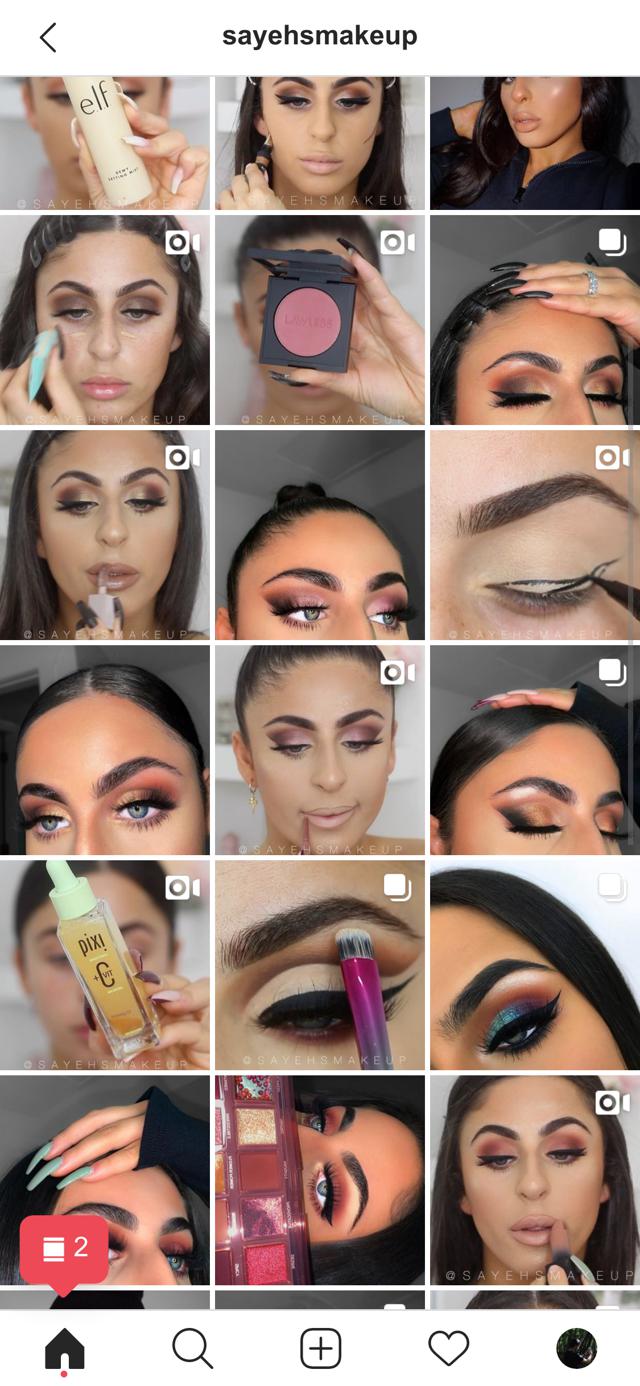 sayehsmakeup
elf
DEWY
SETTING MIST
@SAYEHSMAKEUP
@SAYEHSMAKEUP
@SAYEHSMAKEUP
LAWLESS
@SAYEHSMAKEUP
@SAYEHSMAKEUP
@SAYEHSMAKEUP
@SAYEHSMAKEUP
pixi
+C VIT
@SAYEHSMAKEUP
@SAYEHSMAKEUP
@SAYEHSMAKEUP
2